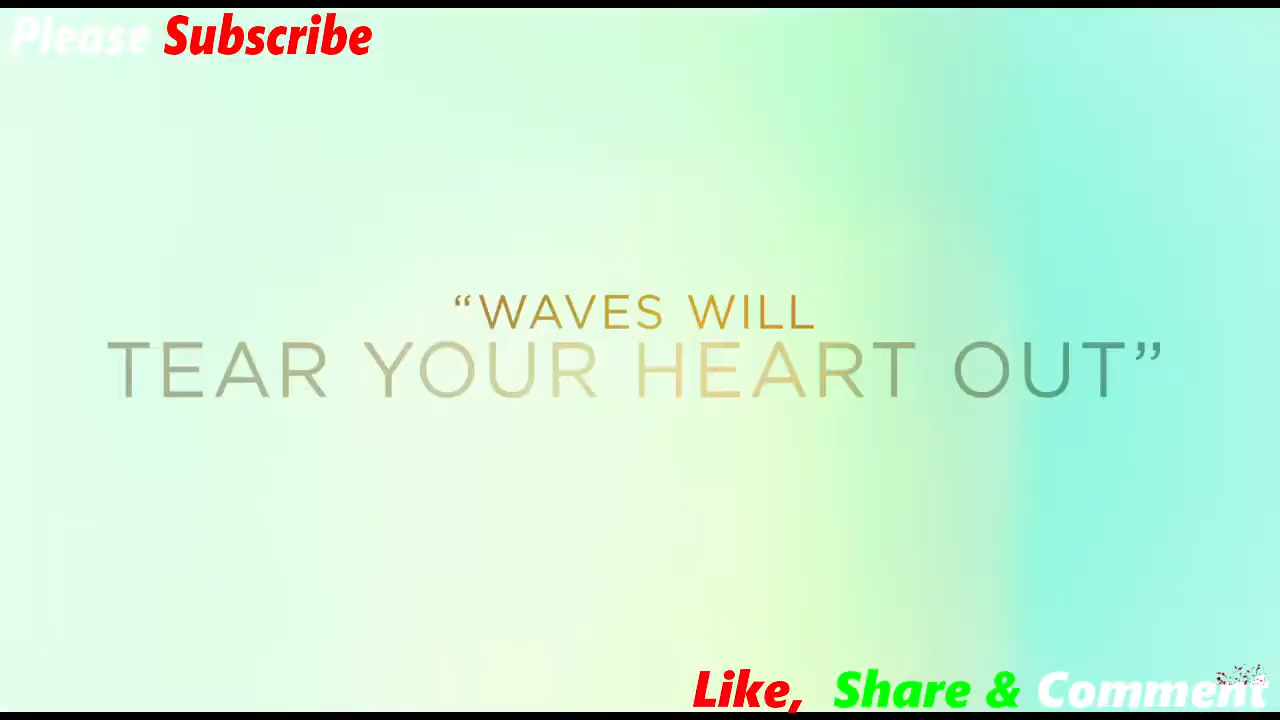 Please Subscribe
“WAVES WILL
TEAR YOUR HEART OUT”
Like, Share & Comment